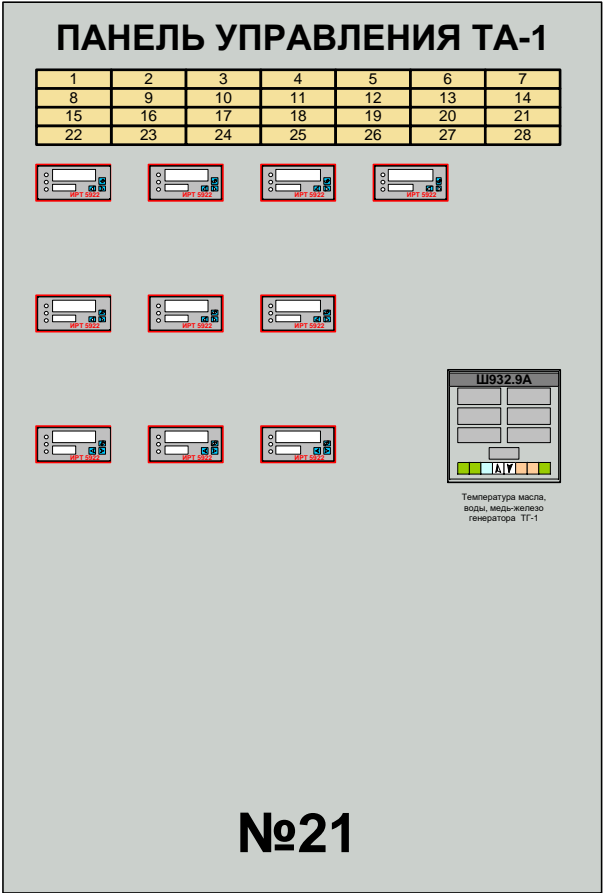 ПАНЕЛЬ УПРАВЛЕНИЯ ТА-1
1 2 3 4 5 6 7
8 9 10 11 12 13 14
15 16 17 18 19 20 21
22 23 24 25 26 27 28
ИРТ 5922 ИРТ 5922 ИРТ 5922 ИРТ 5922
ИРТ 5922 ИРТ 5922 ИРТ 5922
Ш932.9А
ИРТ 5922 ИРТ 5922 ИРТ 5922
Температура масла,
воды, медь-железо
генератора ТГ-1
№21